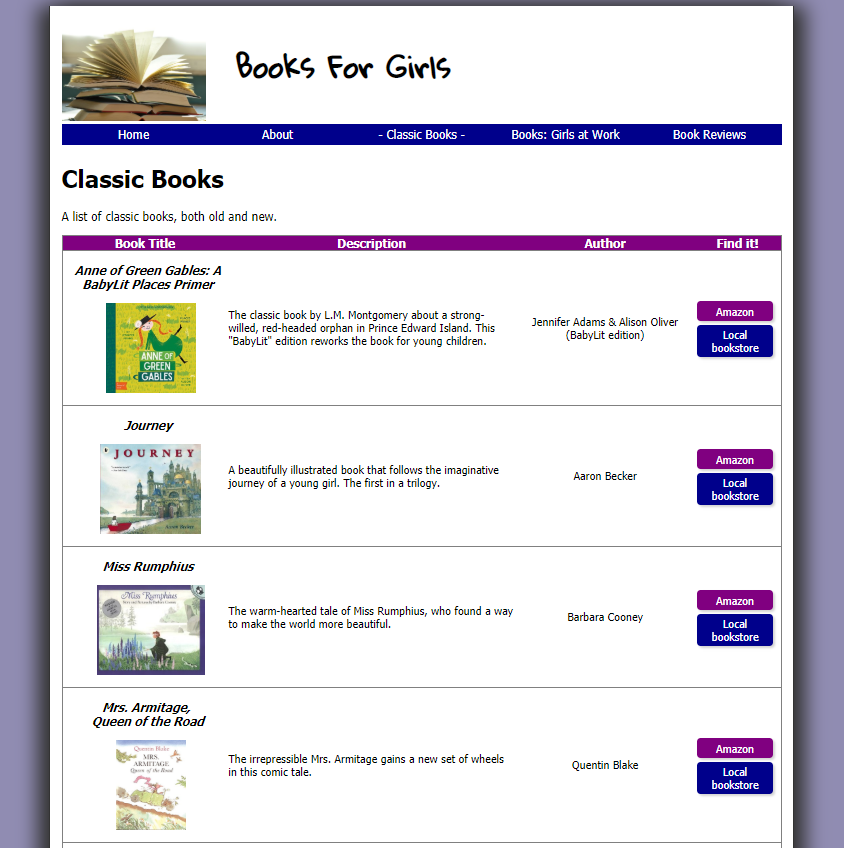 Books For Girls
Home About - Classic Books - Books: Girls at Work Book Reviews
Classic Books
A list of classic books, both old and new.
Book Title Description Author Find it!
Anne of Green Gables: A
BabyLit Places Primer
ANNE OF
GREEN
GABLES
The classic book by L.M. Montgomery about a strong-
willed, red-headed orphan in Prince Edward Island. This
"BabyLit" edition reworks the book for young children.
Jennifer Adams & Alison Oliver
(BabyLit edition)
Amazon
Local
bookstore
Journey
JOURNEY
A beautifully illustrated book that follows the imaginative
journey of a young girl. The first in a trilogy.
Aaron Becker
Amazon
Local
bookstore
Miss Rumphius
Miss Rumphius
The warm-hearted tale of Miss Rumphius, who found a way
to make the world more beautiful.
Barbara Cooney
Amazon
Local
bookstore
Mrs. Armitage,
Queen of the Road
Quentin Blake
MRS.
ARMITAGE
Queen of the Road
The irrepressible Mrs. Armitage gains a new set of wheels
in this comic tale.
Quentin Blake
Amazon
Local
bookstore